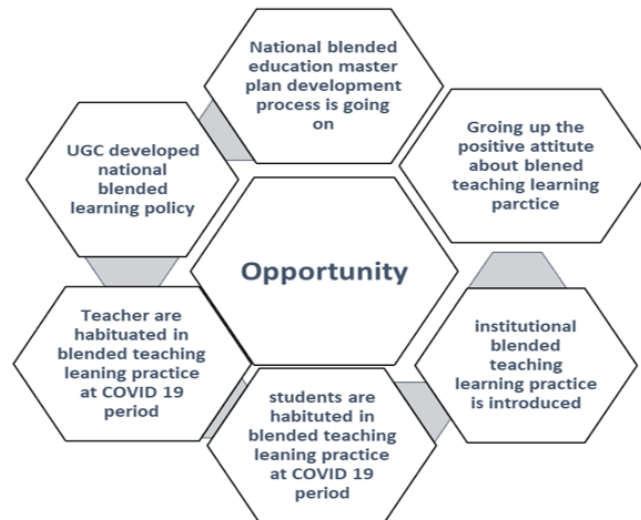 National blended
education master
plan development
process is going
on
Groing up the
positive attitude
about blened
teaching learning
parctice
UGC developed
national
blended
learning policy
Opportunity
Teacher are
habituated in
blended teaching
leaning practice
at COVID 19
period
institutional
blended
teaching
learning practice
is introduced
students are
habituted in
blended teaching
leaning practice
at COVID 19
period